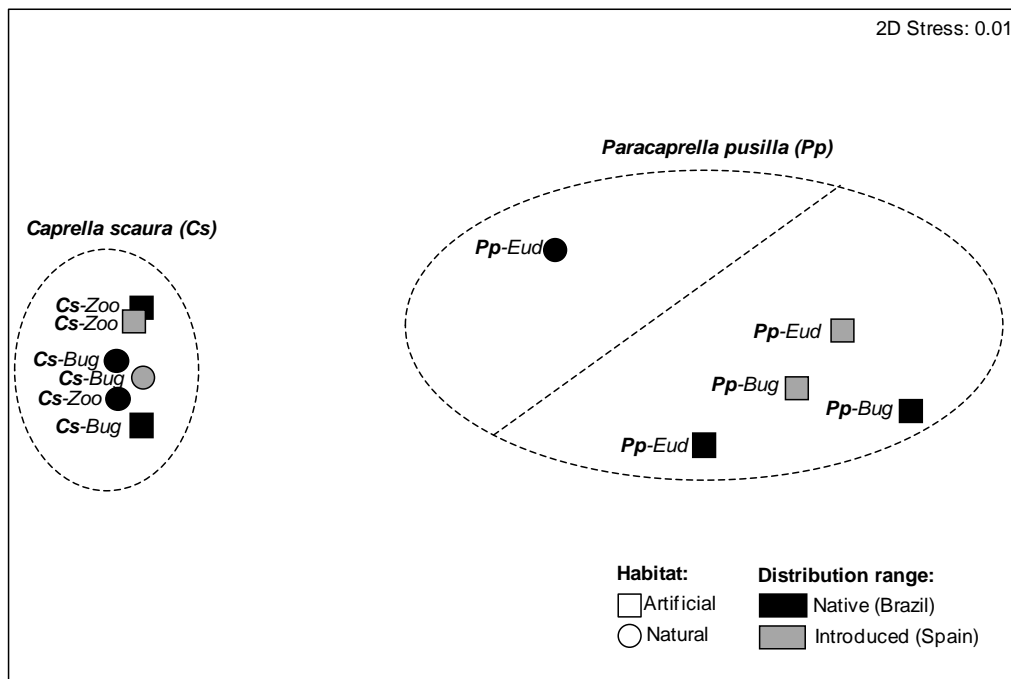 2D Stress: 0.01
Paracaprella pusilla (Pp)
Caprella scaura (Cs)
Pp-Eud
Cs-Zoo
Cs-Zoo
Pp-Eud
Cs-Bug
Cs-Bug
Pp-Bug
Cs-Zoo
Pp-Bug
Cs-Bug
Pp-Eud
Habitat:
Artificial
Natural
Distribution range:
Native (Brazil)
Introduced (Spain)